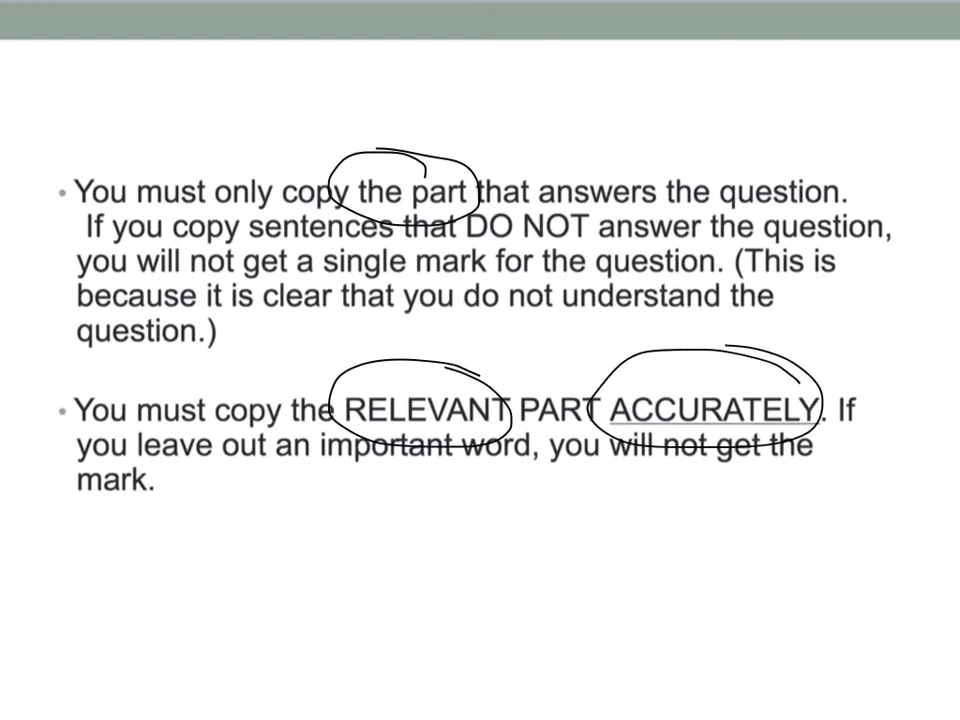 • You must only copy the part that answers the question.
If you copy sentences that DO NOT answer the question,
you will not get a single mark for the question. (This is
because it is clear that you do not understand the
question.)
• You must copy the RELEVANT PART ACCURATELY. If
you leave out an important word, you will not get the
mark.